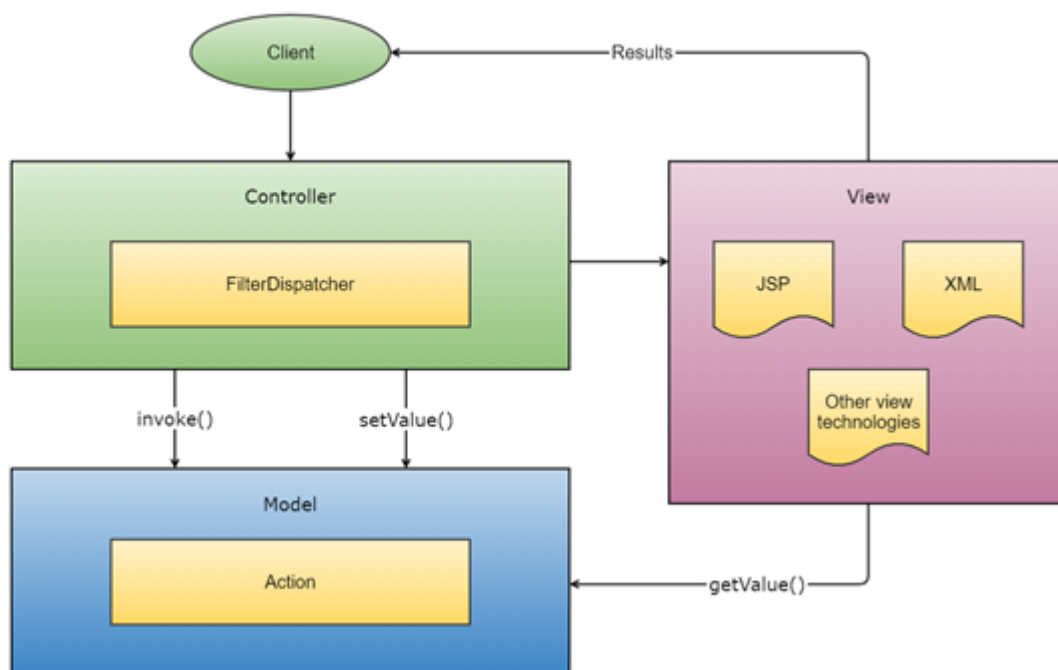 Client
Results
Controller
FilterDispatcher
View
JSP
XML
Other view
technologies
invoke()
setValue()
Model
Action
getValue()